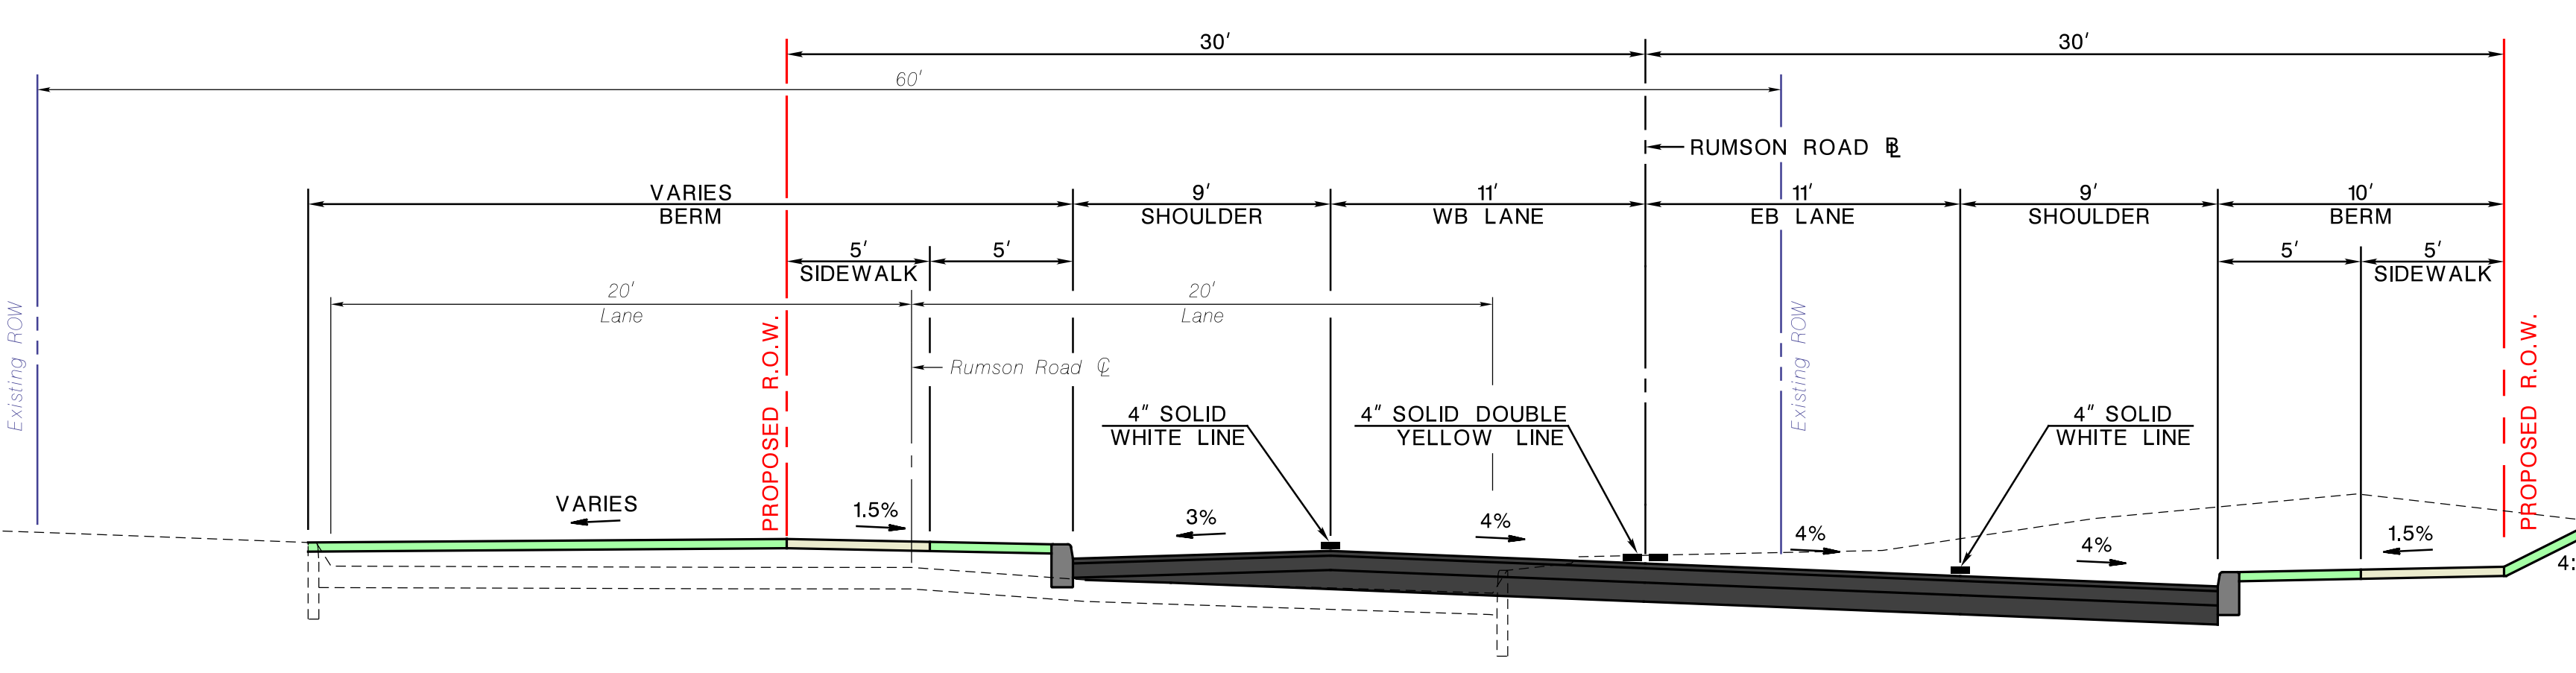 30' 30'
60'
RUMSON ROAD BL
VARIES 9' 11' 11' 9' 10'
BERM SHOULDER WB LANE EB LANE SHOULDER BERM
5' 5' 5' 5'
SIDEWALK SIDEWALK
20' 20'
Lane Lane
Existing ROW
PROPOSED R.O.W.
Rumson Road CL
Existing ROW
PROPOSED R.O.W.
4" SOLID
WHITE LINE
4" SOLID DOUBLE
YELLOW LINE
4" SOLID
WHITE LINE
VARIES 1.5% 3% 4% 4% 4% 1.5%
4: